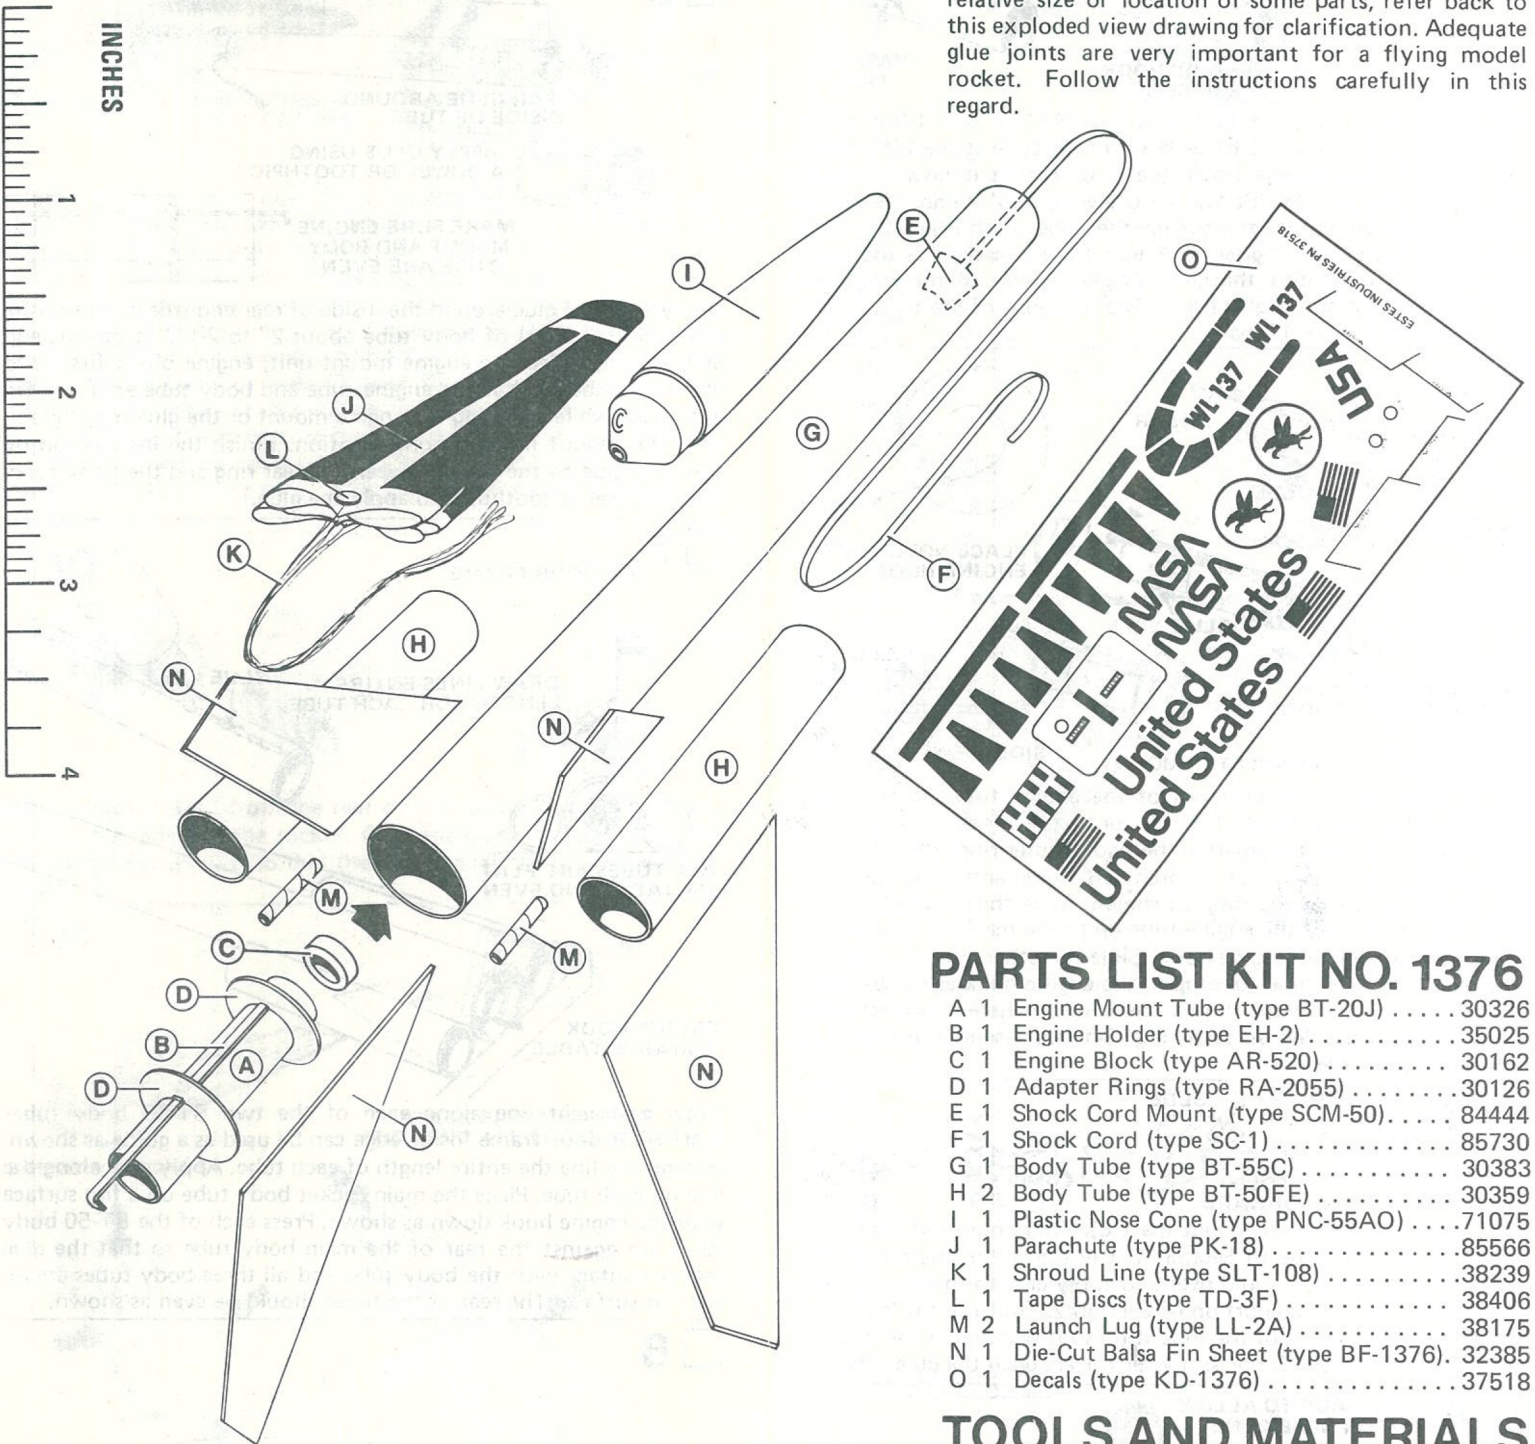 relative size or location of some parts, refer back to
this exploded view drawing for clarification. Adequate
glue joints are very important for a flying model
rocket. Follow the instructions carefully in this
regard.
INCHES
1
2
3
4
E
I
O
J
L
G
K
F
H
N
N
H
M
C
M
D
B
A
D
N
N
ESTES INDUSTRIES PN 37518
WL 137
WL 137
USA
NASA
NASA
United States
United States
PARTS LIST KIT NO. 1376
A 1 Engine Mount Tube (type BT-20J) ..... 30326
B 1 Engine Holder (type EH-2) ............ 35025
C 1 Engine Block (type AR-520) ......... 30162
D 1 Adapter Rings (type RA-2055) ........ 30126
E 1 Shock Cord Mount (type SCM-50). .... 84444
F 1 Shock Cord (type SC-1) .............. 85730
G 1 Body Tube (type BT-55C) ........... 30383
H 2 Body Tube (type BT-50FE) .......... 30359
I 1 Plastic Nose Cone (type PNC-55AO) .... 71075
J 1 Parachute (type PK-18) .............. 85566
K 1 Shroud Line (type SLT-108) .......... 38239
L 1 Tape Discs (type TD-3F) ............ 38406
M 2 Launch Lug (type LL-2A) ........... 38175
N 1 Die-Cut Balsa Fin Sheet (type BF-1376). 32385
O 1 Decals (type KD-1376) .............. 37518
TOOLS AND MATERIALS